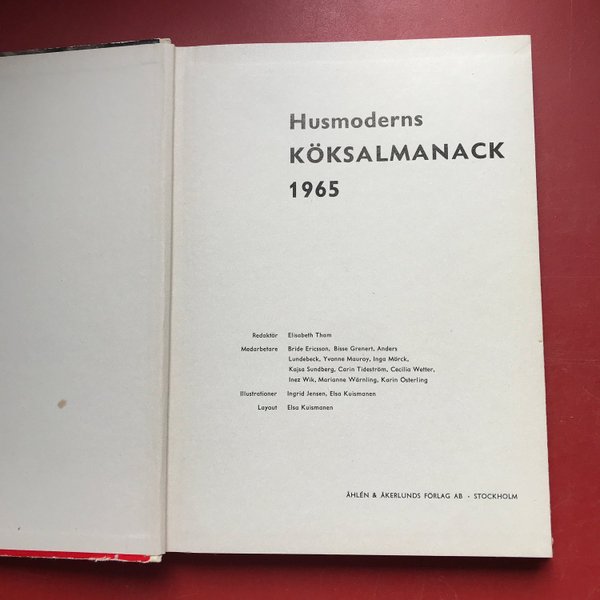 Husmoderns
KÖKSALMANACK
1965
Redaktör Elisabeth Tham
Medarbetare Bride Ericsson, Bisse Grenert, Anders
Lundebeck, Yvonne Mauray, Inga Mörck,
Kajsa Sundberg, Carin Tideström, Cecilia Wetter,
Inez Wik, Marianne Wärnling, Karin Österling
Illustrationer Ingrid Jensen, Elsa Kuismanen
Layout Elsa Kuismanen
ÅHLÉN & ÅKERLUNDS FÖRLAG AB · STOCKHOLM